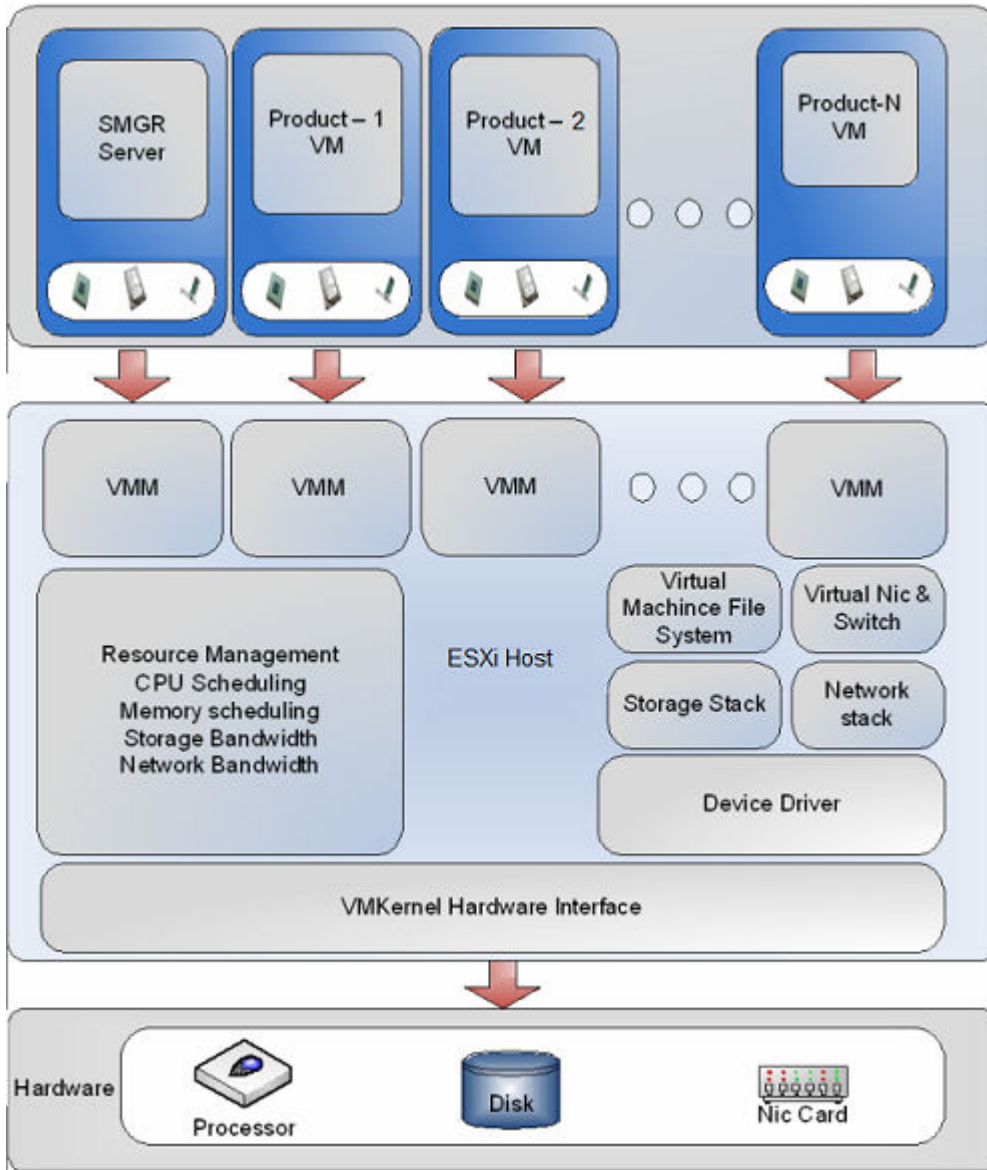 SMGR
Server
Product – 1
VM
Product – 2
VM
Product-N
VM
VMM
VMM
VMM
VMM
Resource Management
CPU Scheduling
Memory scheduling
Storage Bandwidth
Network Bandwidth
ESXi Host
Virtual
Machince File
System
Virtual Nic &
Switch
Storage Stack
Network
stack
Device Driver
VMKernel Hardware Interface
Hardware
Processor
Disk
Nic Card